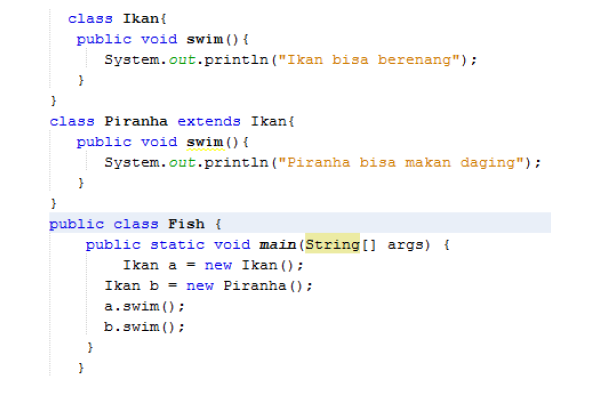 class Ikan{
public void swim(){
System.out.println("Ikan bisa berenang");
}
}
class Piranha extends Ikan{
public void swim(){
System.out.println("Piranha bisa makan daging");
}
}
public class Fish {
public static void main(String[] args) {
Ikan a = new Ikan();
Ikan b = new Piranha();
a.swim();
b.swim();
}
}